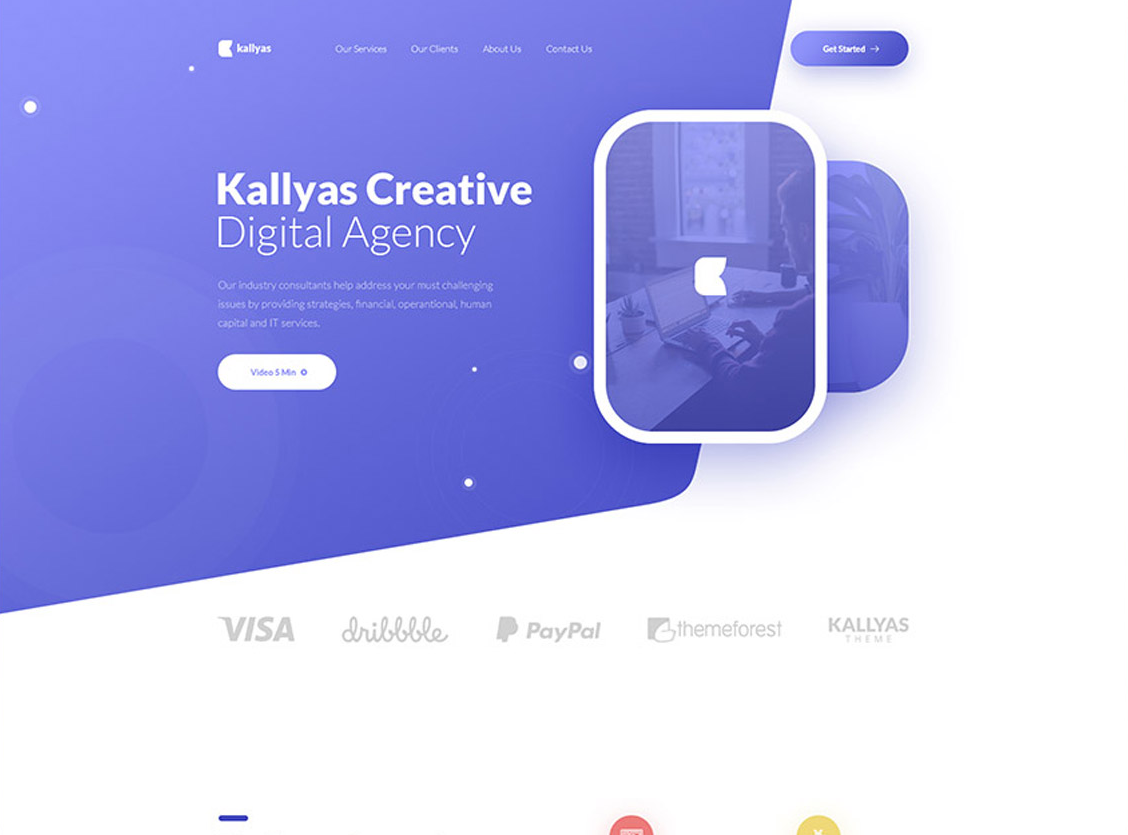 kallyas
Our Services
Our Clients
About Us
Contact Us
Get Started
Kallyas Creative
Digital Agency
Our industry consultants help address your must challenging
issues by providing strategies, financial, operantional, human
capital and IT services.
Video 5 Min
VISA
dribbble
PayPal
themeforest
KALLYAS
THEME